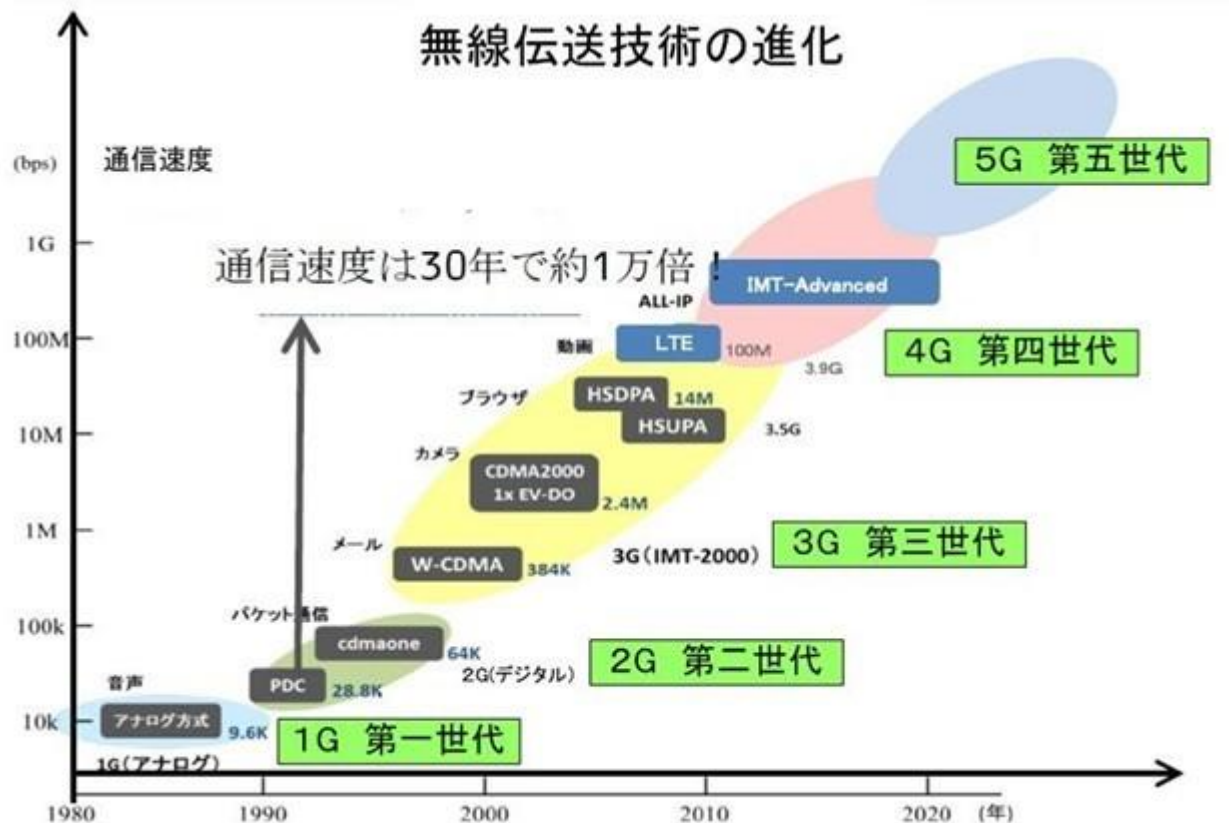 無線伝送技術の進化
(bps)
通信速度
5G 第五世代
1G
通信速度は30年で約1万倍！
IMT-Advanced
ALL-IP
100M
動画
LTE
100M
4G 第四世代
3.9G
ブラウザ
HSDPA
14M
10M
HSUPA
3.5G
カメラ
CDMA2000
1x EV-DO
2.4M
1M
メール
W-CDMA
384K
3G(IMT-2000)
3G 第三世代
パケット通信
100k
cdmaone
64K
2G(デジタル)
2G 第二世代
音声
PDC
28.8K
10k
アナログ方式
9.6K
1G 第一世代
1G(アナログ)
1980
1990
2000
2010
2020
(年)